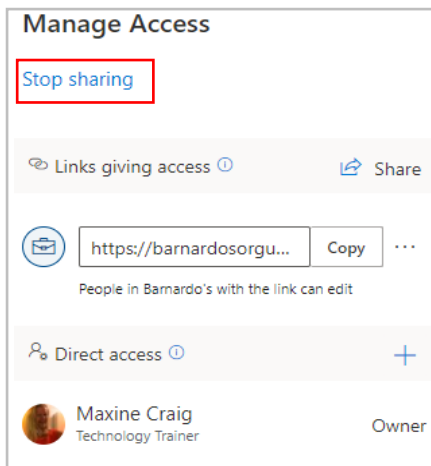 Manage Access
Stop sharing
Links giving access
Share
https://barnardosorgu...
Copy
People in Barnardo's with the link can edit
Direct access
Maxine Craig
Owner
Technology Trainer